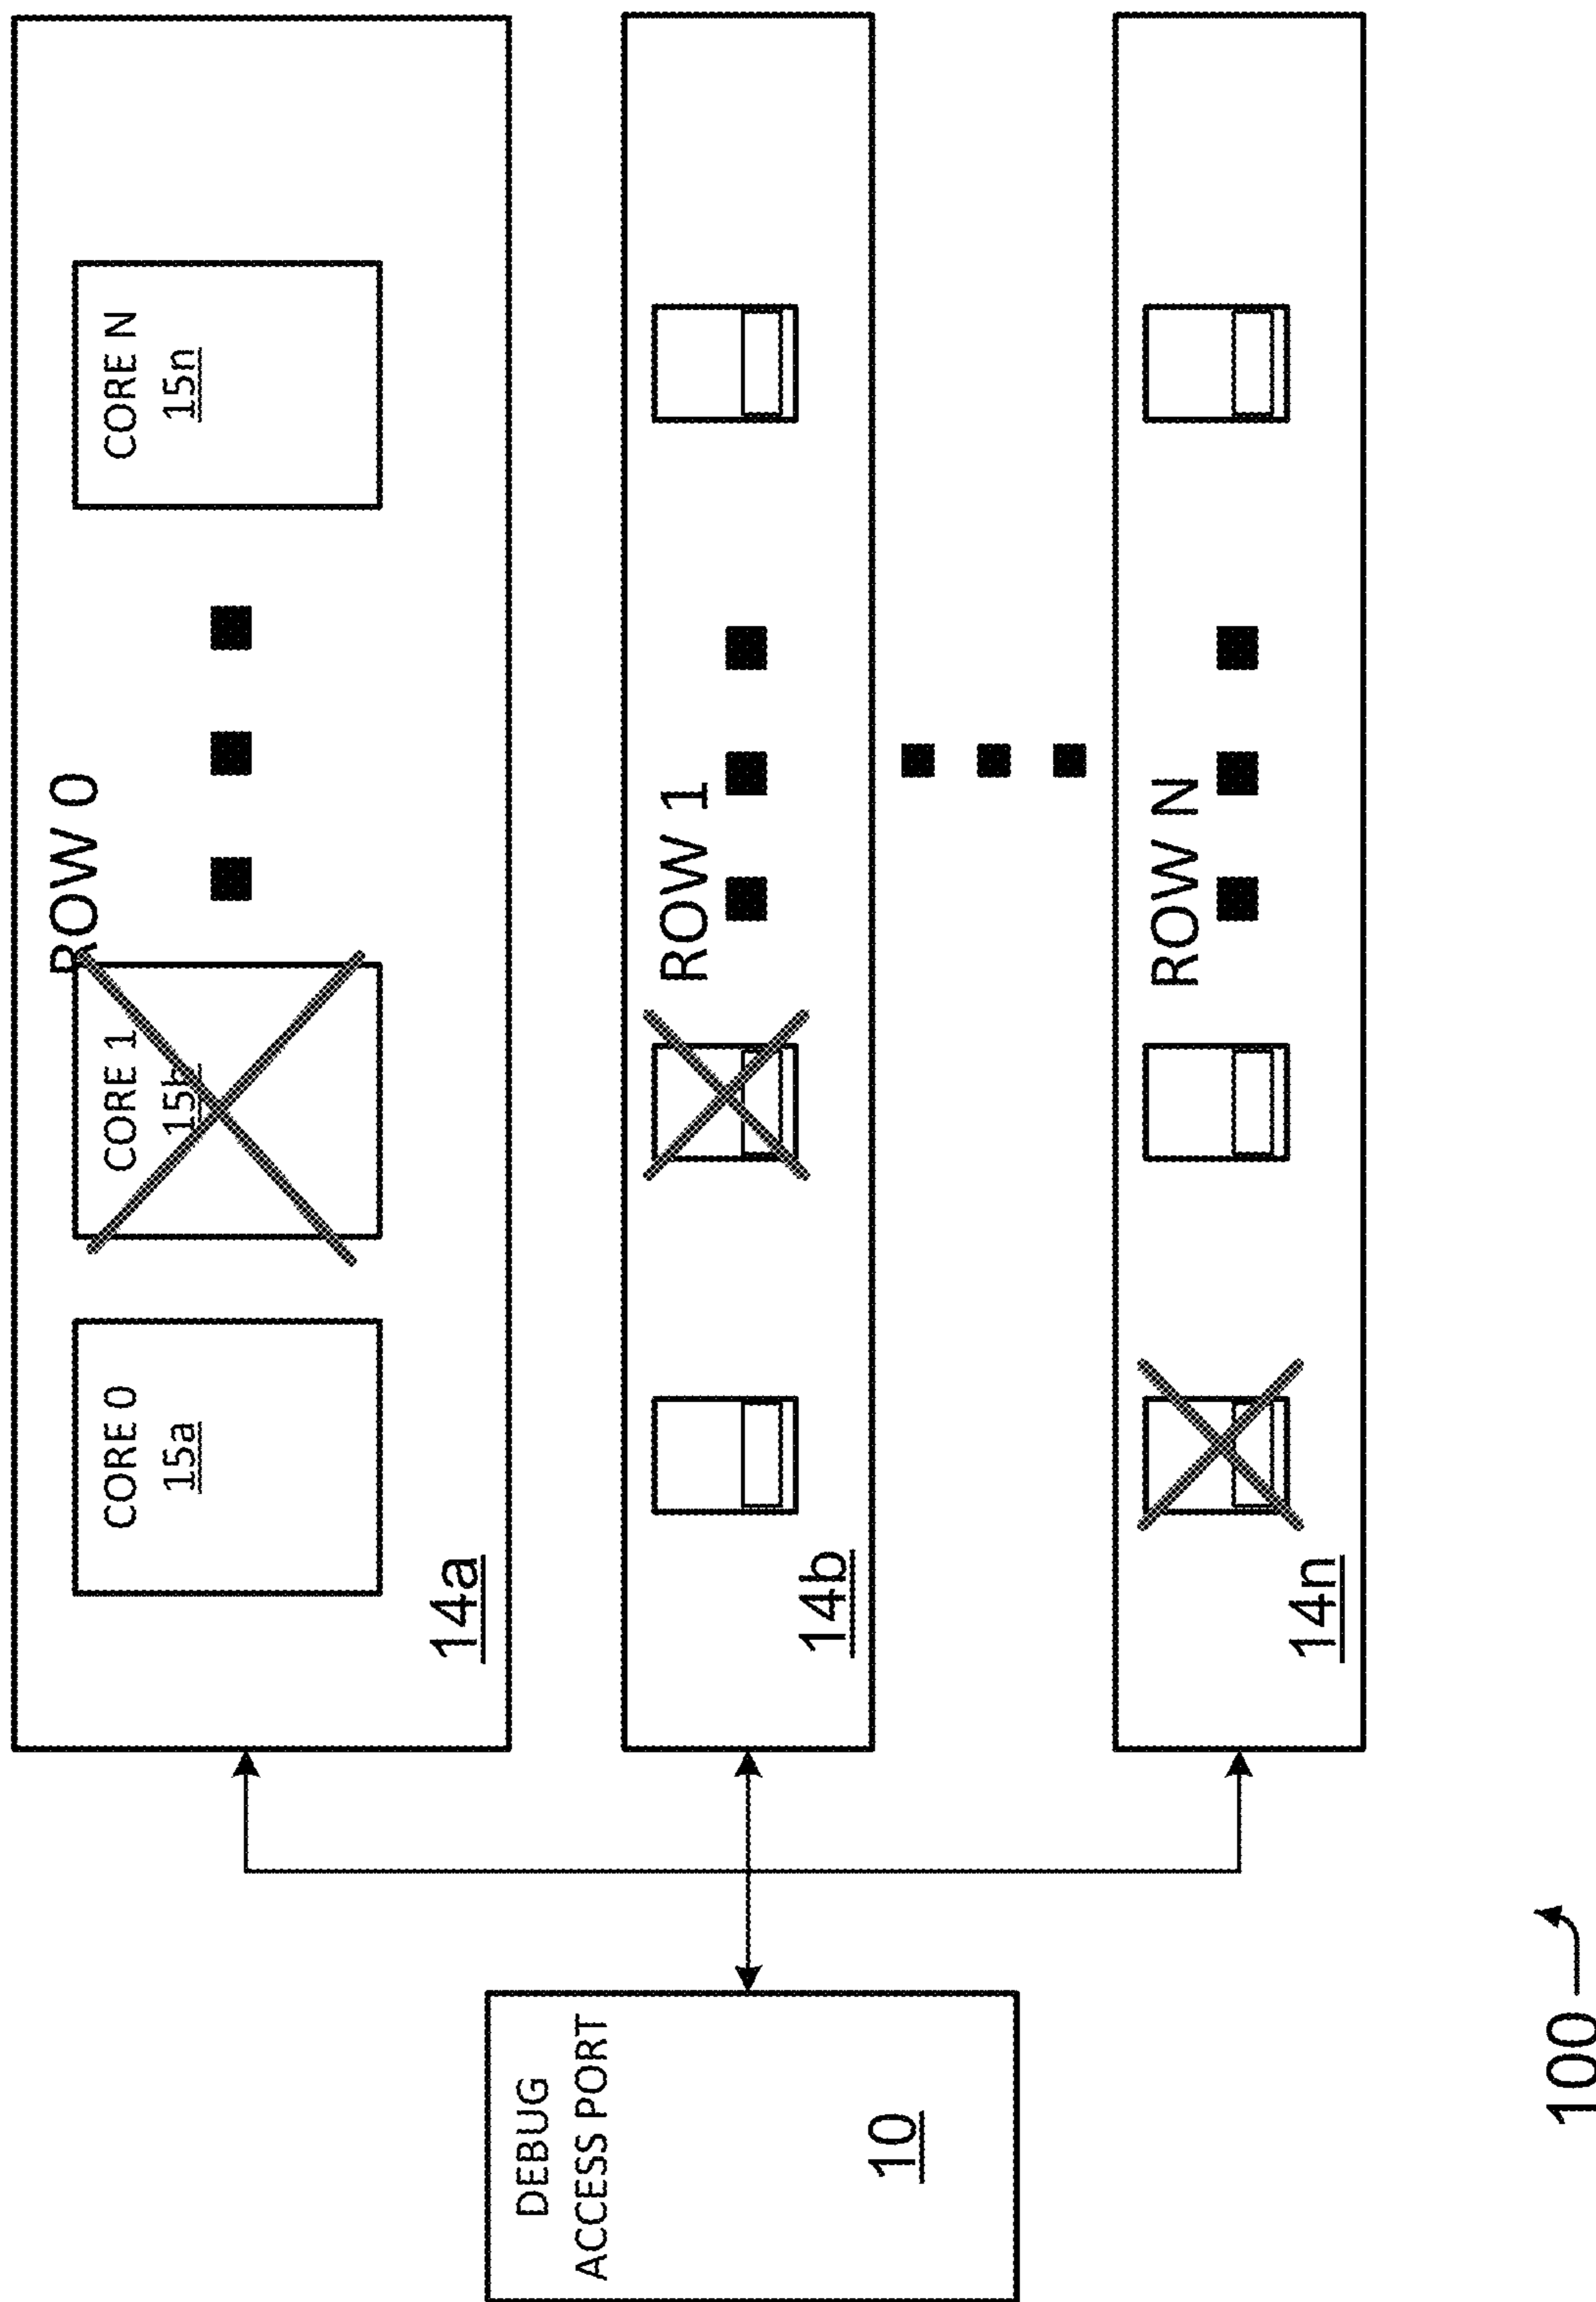 ROW 0
CORE 0
15a
CORE 1
15b
CORE N
15n
14a
ROW 1
14b
ROW N
14n
DEBUG
ACCESS PORT
10
100